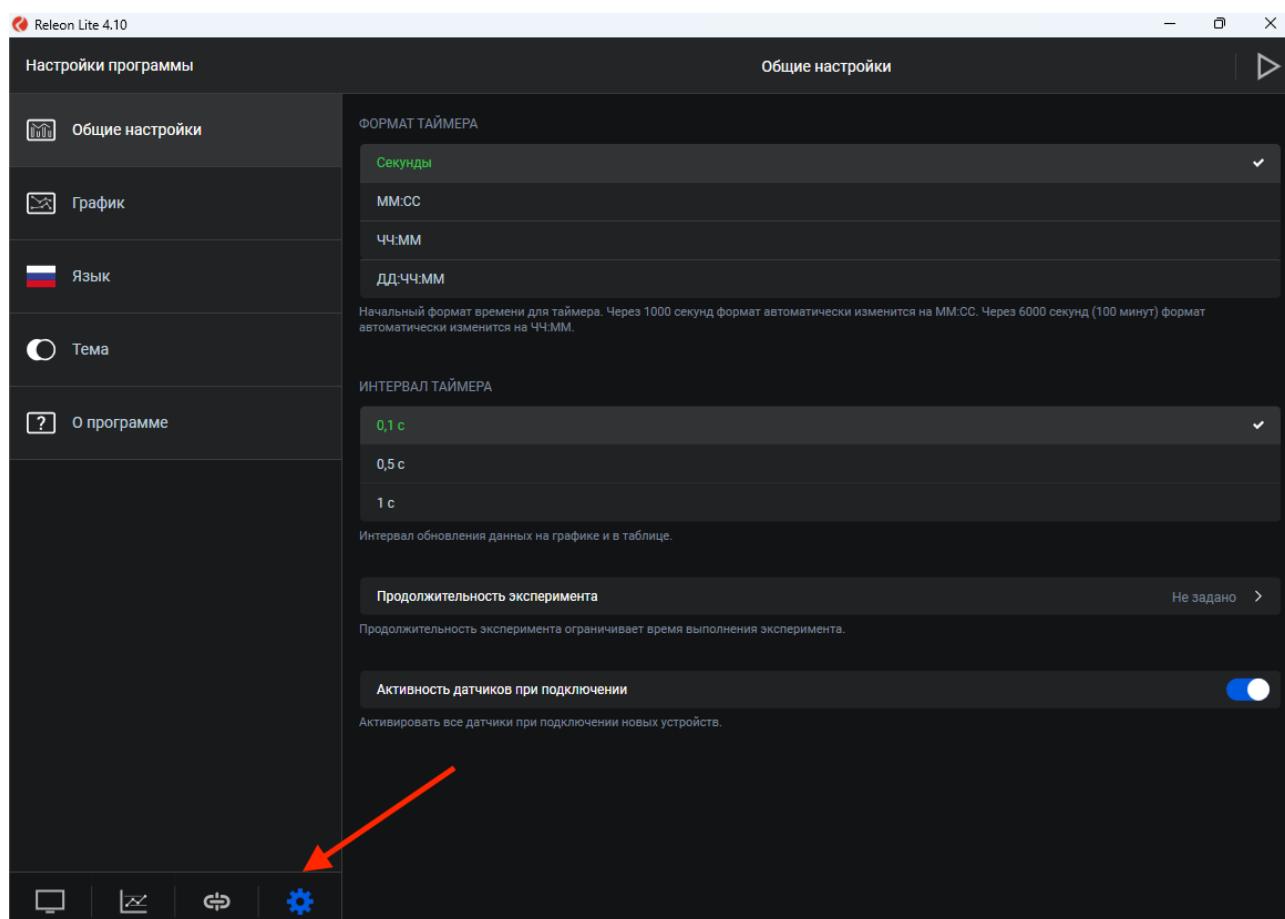 Releon Lite 4.10
Настройки программы
Общие настройки
Общие настройки
График
Язык
Тема
О программе
ФОРМАТ ТАЙМЕРА
Секунды
ММ:СС
ЧЧ:ММ
ДД:ЧЧ:ММ
Начальный формат времени для таймера. Через 1000 секунд формат автоматически изменится на ММ:СС. Через 6000 секунд (100 минут) формат
автоматически изменится на ЧЧ:ММ.
ИНТЕРВАЛ ТАЙМЕРА
0,1 с
0,5 с
1 с
Интервал обновления данных на графике и в таблице.
Продолжительность эксперимента
Не задано
Продолжительность эксперимента ограничивает время выполнения эксперимента.
Активность датчиков при подключении
Активировать все датчики при подключении новых устройств.